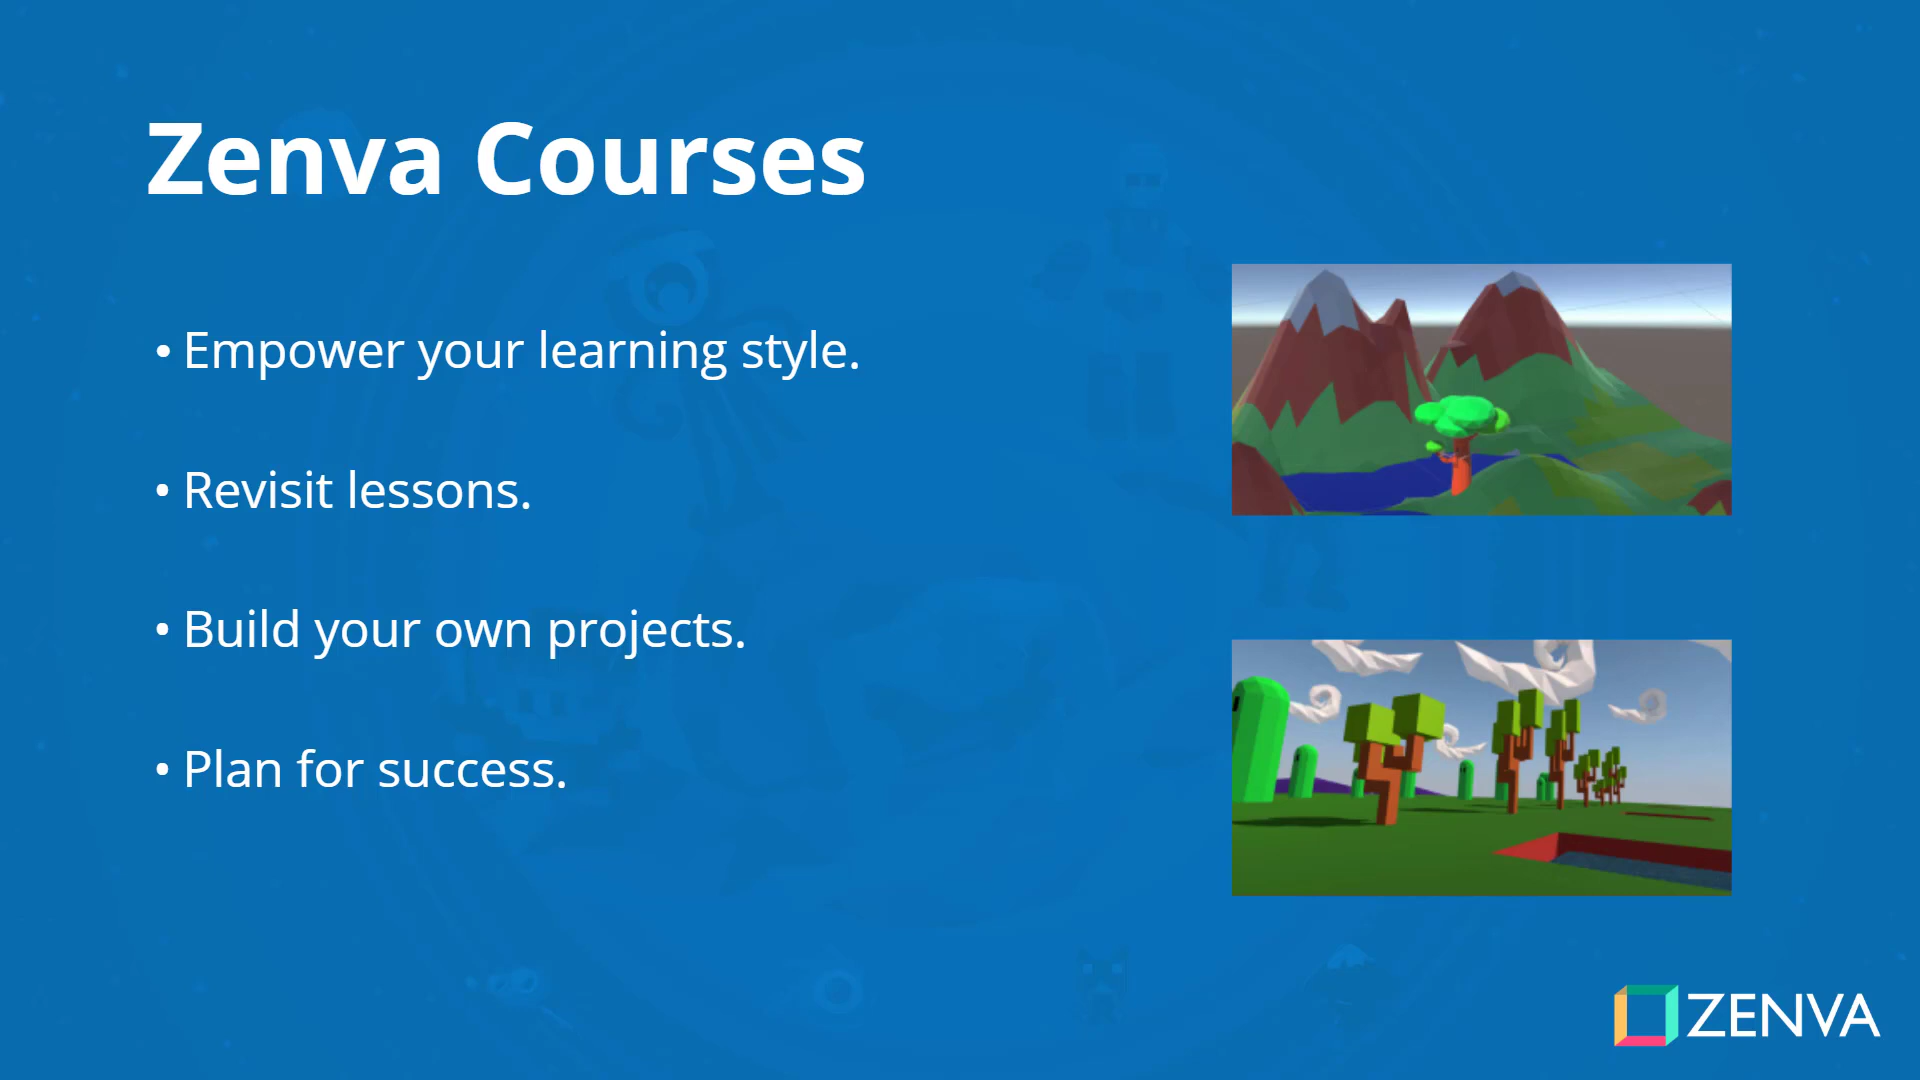 Zenva Courses
• Empower your learning style.
• Revisit lessons.
• Build your own projects.
• Plan for success.
ZENVA